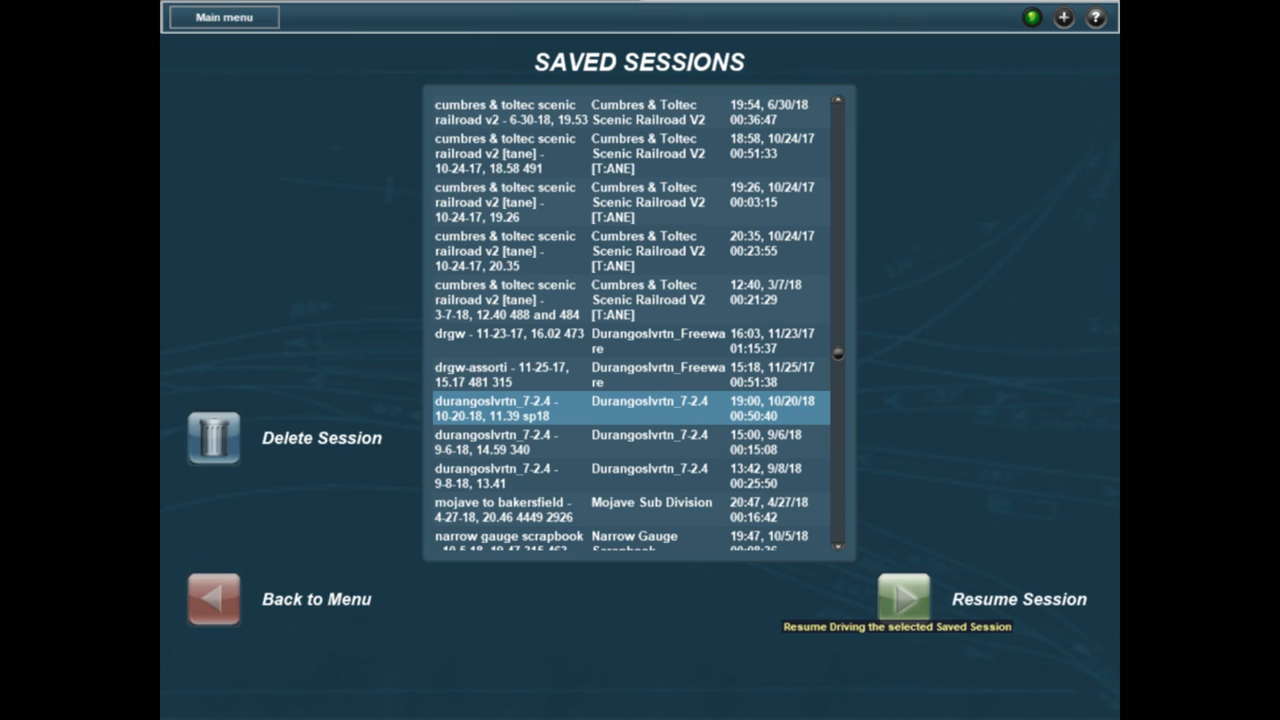 Main menu
?
SAVED SESSIONS
cumbres & toltec scenic Cumbres & Toltec 19:54, 6/30/18
railroad v2 - 6-30-18, 19.53 Scenic Railroad V2 00:36:47
cumbres & toltec scenic Cumbres & Toltec 18:58, 10/24/17
railroad v2 [tane] - Scenic Railroad V2 00:51:33
10-24-17, 18.58 491 [T:ANE]
cumbres & toltec scenic Cumbres & Toltec 19:26, 10/24/17
railroad v2 [tane] - Scenic Railroad V2 00:03:15
10-24-17, 19.26 [T:ANE]
cumbres & toltec scenic Cumbres & Toltec 20:35, 10/24/17
railroad v2 [tane] - Scenic Railroad V2 00:23:55
10-24-17, 20.35 [T:ANE]
cumbres & toltec scenic Cumbres & Toltec 12:40, 3/7/18
railroad v2 [tane] - Scenic Railroad V2 00:21:29
3-7-18, 12.40 488 and 484 [T:ANE]
drgw - 11-23-17, 16.02 473 Durangoslvrtn_Freewa 16:03, 11/23/17
re 01:15:37
drgw-assorti - 11-25-17, Durangoslvrtn_Freewa 15:18, 11/25/17
15.17 481 315 re 00:51:38
durangoslvrtn_7-2.4 - Durangoslvrtn_7-2.4 19:00, 10/20/18
10-20-18, 11.39 sp18 00:50:40
durangoslvrtn_7-2.4 - Durangoslvrtn_7-2.4 15:00, 9/6/18
9-6-18, 14.59 340 00:15:08
durangoslvrtn_7-2.4 - Durangoslvrtn_7-2.4 13:42, 9/8/18
9-8-18, 13.41 00:25:50
mojave to bakersfield - Mojave Sub Division 20:47, 4/27/18
4-27-18, 20.46 4449 2926 00:16:42
narrow gauge scrapbook Narrow Gauge 19:47, 10/5/18
- 10-5-18, 19.47 315 463 Scrapbook 00:08:36
Delete Session
Back to Menu
Resume Session
Resume Driving the selected Saved Session